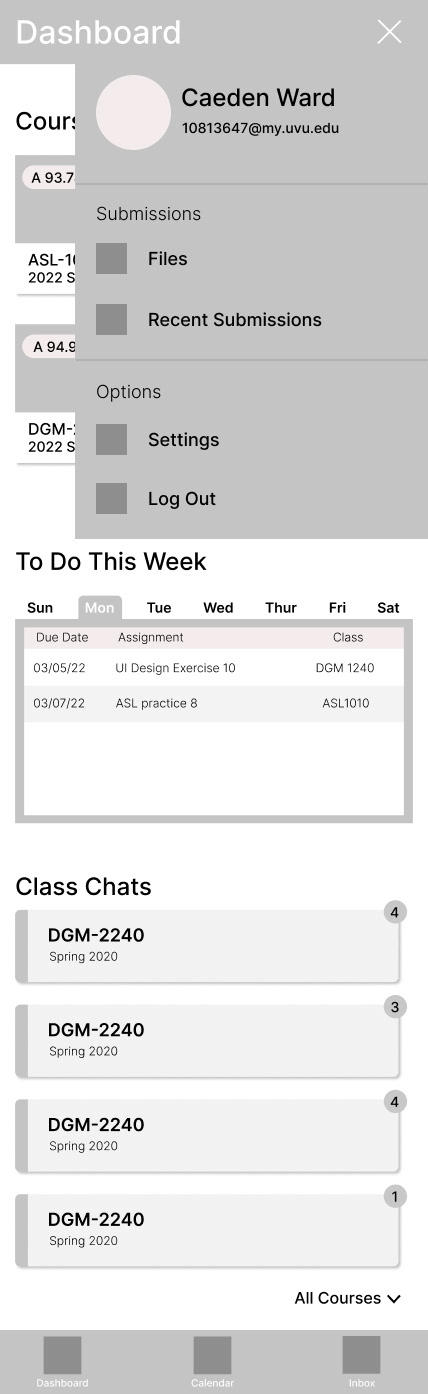 Dashboard
Caeden Ward
10813647@my.uvu.edu
Cours
A 93.7
ASL-10
2022 S
A 94.9
DGM-2
2022 S
Submissions
Files
Recent Submissions
Options
Settings
Log Out
To Do This Week
Sun Mon Tue Wed Thur Fri Sat
Due Date Assignment Class
03/05/22 UI Design Exercise 10 DGM 1240
03/07/22 ASL practice 8 ASL1010
Class Chats
4
DGM-2240
Spring 2020
3
DGM-2240
Spring 2020
4
DGM-2240
Spring 2020
1
DGM-2240
Spring 2020
All Courses
Dashboard Calendar Inbox